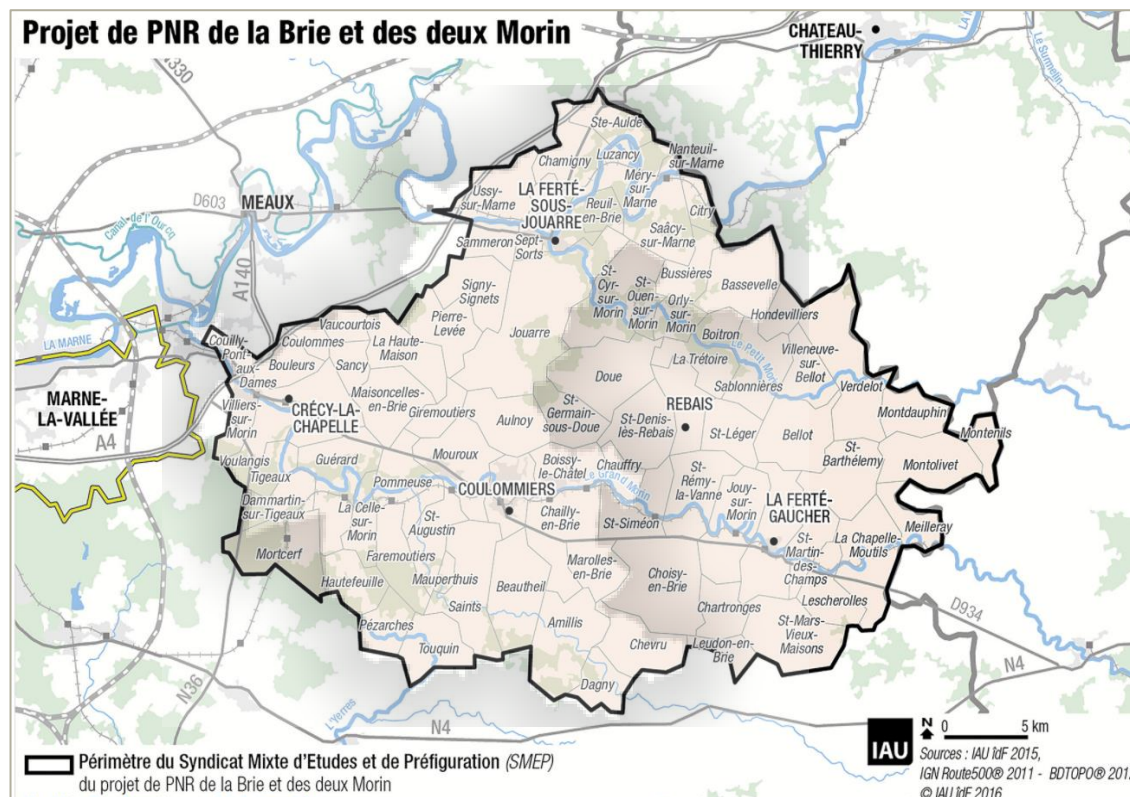 Projet de PNR de la Brie et des deux Morin
CHATEAU-
THIERRY
LA MARNE
MEAUX
D603
Canal de l'Ourcq
A140
MARNE-
LA-VALLÉE
A4
Ste-Aulde
Nanteuil-
sur-Marne
Chamigny
Luzancy
Méry-
sur-
Marne
Ussy-
sur-Marne
LA FERTÉ-
SOUS-
JOUARRE
Reuil-
en-Brie
Citry
Saâcy-
sur-Marne
Sammeron
Sept-
Sorts
Bussières
Bassevelle
St-
Cyr-
sur-
Morin
St-
Ouen-
sur-
Morin
Orly-
sur-
Morin
Hondevilliers
Signy-
Signets
Pierre-
Levée
Jouarre
Boitron
Vaucourtois
Coulommes
La Haute-
Maison
Couilly-
Pont-
aux-
Dames
Bouleurs
Sancy
La Trétoire
Villeneuve-
sur-
Bellot
Doue
Sablonnières
Verdelot
Maisoncelles-
en-Brie
Giremoutiers
Aulnoy
St-
Germain-
sous-Doue
REBAIS
Montdauphin
Villiers-
sur-
Morin
CRÉCY-LA-
CHAPELLE
St-Denis-
lès-Rebais
St-Léger
Bellot
St-
Barthélemy
Montenils
Montolivet
Voulangis
Tigeaux
Guérard
Mouroux
Boissy-
le-Châtel
Chauffry
Le Grand Morin
St-
Rémy-
la-Vanne
Jouy-
sur-
Morin
Dammartin-
sur-Tigeaux
La Celle-
sur-
Morin
Pommeuse
COULOMMIERS
Chailly-
en-Brie
St-Siméon
LA FERTÉ-
GAUCHER
Meilleray
La Chapelle-
Moutils
Mortcerf
St-
Augustin
Faremoutiers
St-
Martin-
des-
Champs
Hautefeuille
Mauperthuis
Beautheil
Marolles-
en-Brie
Choisy-
en-Brie
Lescherolles
Saints
Amillis
Chartronges
St-Mars-
Vieux-
Maisons
Pézarches
Touquin
Chevru
Leudon-en-
Brie
Dagny
D934
N4
N36
L'Yerres
N4
N
0 5 km
IAU
Périmètre du Syndicat Mixte d'Etudes et de Préfiguration (SMEP)
du projet de PNR de la Brie et des deux Morin
Sources : IAU îdF 2015,
IGN Route500® 2011 - BDTOPO®
© IAU îdF 2016